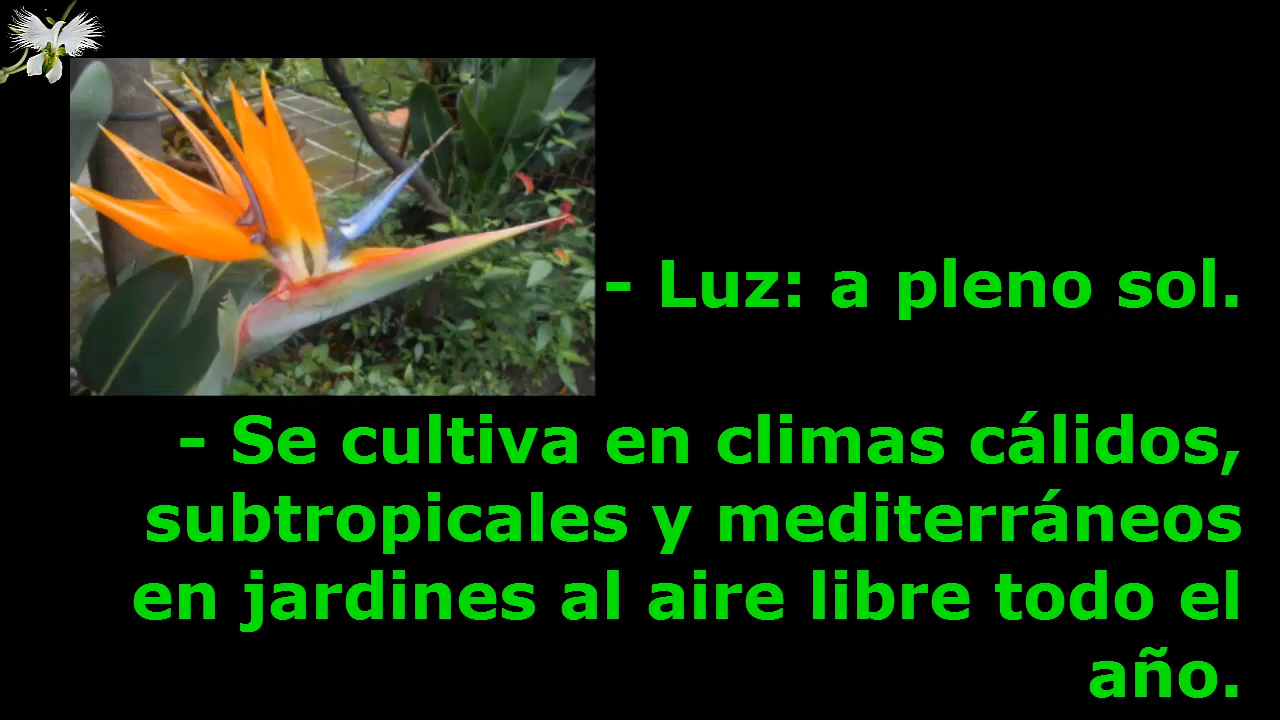 - Luz: a pleno sol.
- Se cultiva en climas cálidos,
subtropicales y mediterráneos
en jardines al aire libre todo el
año.